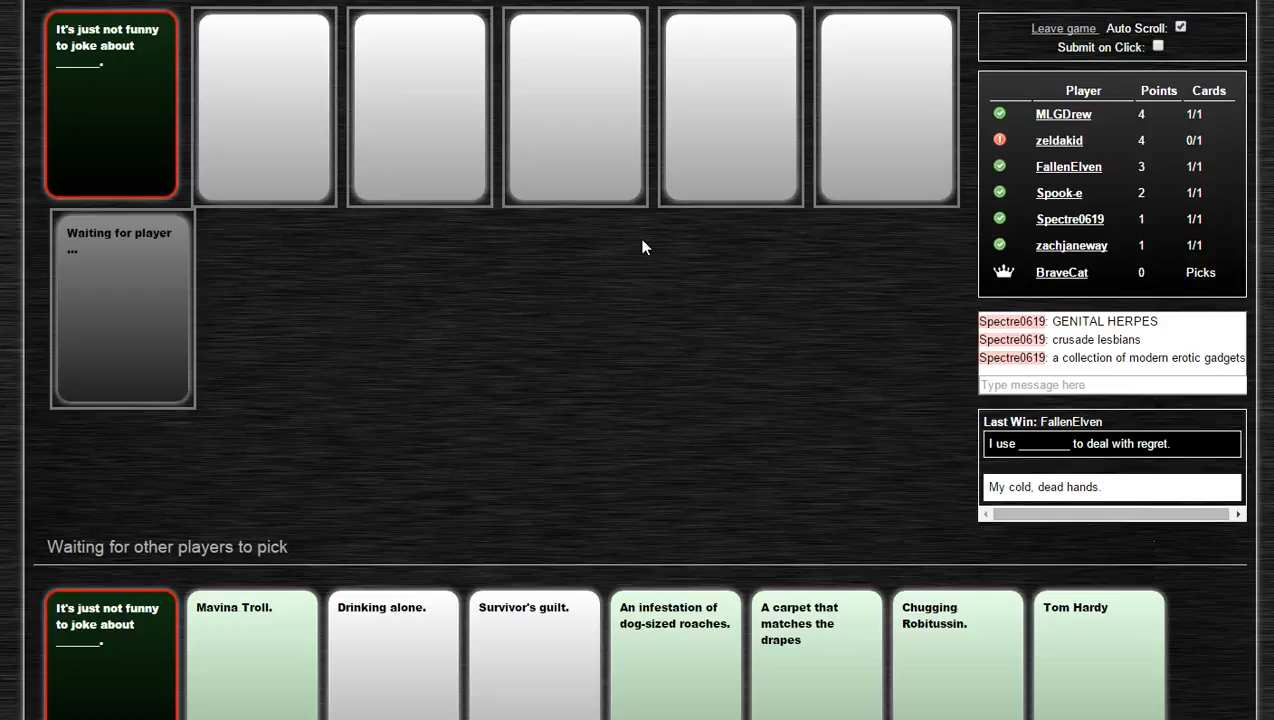 It's just not funny
to joke about
______.
Waiting for player
...
Leave game Auto Scroll:
Submit on Click:
Player Points Cards
MLGDrew 4 1/1
zeldakid 4 0/1
FallenElven 3 1/1
Spook-e 2 1/1
Spectre0619 1 1/1
zachjaneway 1 1/1
BraveCat 0 Picks
Spectre0619: GENITAL HERPES
Spectre0619: crusade lesbians
Spectre0619: a collection of modern erotic gadgets
Type message here
Last Win: FallenElven
I use ________ to deal with regret.
My cold, dead hands.
Waiting for other players to pick
It's just not funny
to joke about
______.
Mavina Troll.
Drinking alone.
Survivor's guilt.
An infestation of
dog-sized roaches.
A carpet that
matches the
drapes
Chugging
Robitussin.
Tom Hardy